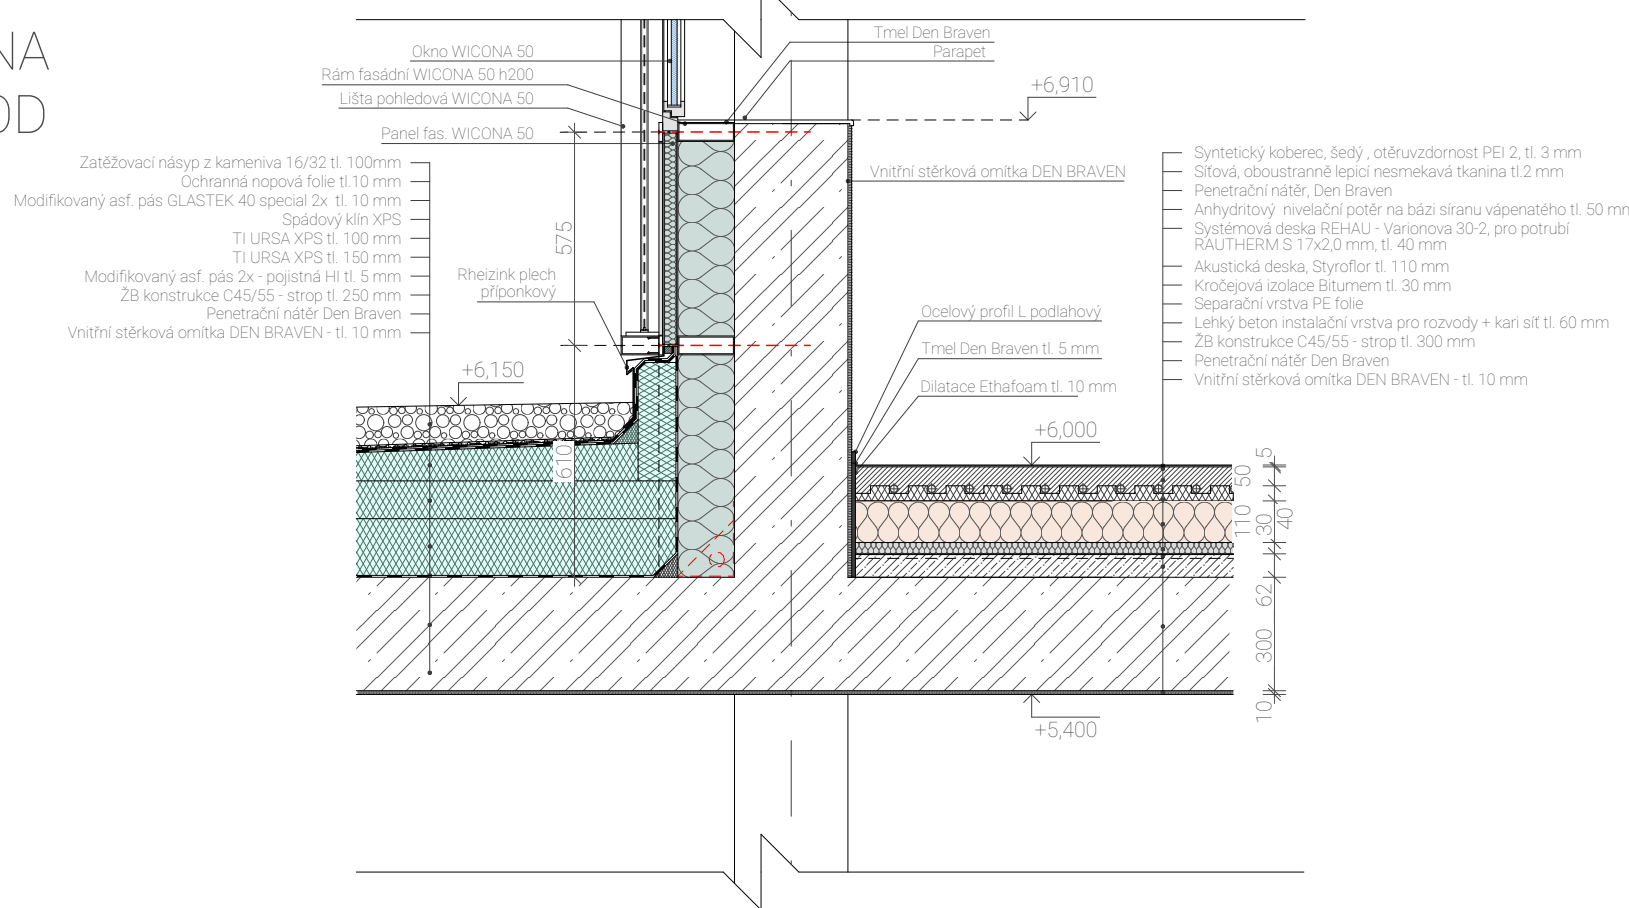 NA
OD
Okno WICONA 50
Rám fasádní WICONA 50 h200
Lišta pohledová WICONA 50
Panel fas. WICONA 50
Zatěžovací násyp z kameniva 16/32 tl. 100mm
Ochranná nopová folie tl.10 mm
Modifikovaný asf. pás GLASTEK 40 special 2x tl. 10 mm
Spádový klín XPS
TI URSA XPS tl. 100 mm
TI URSA XPS tl. 150 mm
Modifikovaný asf. pás 2x - pojistná HI tl. 5 mm
ŽB konstrukce C45/55 - strop tl. 250 mm
Penetrační nátěr Den Braven
Vnitřní stěrková omítka DEN BRAVEN - tl. 10 mm
Rheizink plech
příponkový
+6,150
575
610
Tmel Den Braven
Parapet
+6,910
Vnitřní stěrková omítka DEN BRAVEN
Ocelový profil L podlahový
Tmel Den Braven tl. 5 mm
Dilatace Ethafoam tl. 10 mm
+6,000
Syntetický koberec, šedý , otěruvzdornost PEI 2, tl. 3 mm
Síťová, oboustranně lepicí nesmekavá tkanina tl.2 mm
Penetrační nátěr, Den Braven
Anhydritový nivelační potěr na bázi síranu vápenatého tl. 50 mm
Systémová deska REHAU - Varionova 30-2, pro potrubí
RAUTHERM S 17x2,0 mm, tl. 40 mm
Akustická deska, Styroflor tl. 110 mm
Kročejová izolace Bitumem tl. 30 mm
Separační vrstva PE folie
Lehký beton instalační vrstva pro rozvody + kari síť tl. 60 mm
ŽB konstrukce C45/55 - strop tl. 300 mm
Penetrační nátěr Den Braven
Vnitřní stěrková omítka DEN BRAVEN - tl. 10 mm
5
50
40
110
30
62
300
10
+5,400